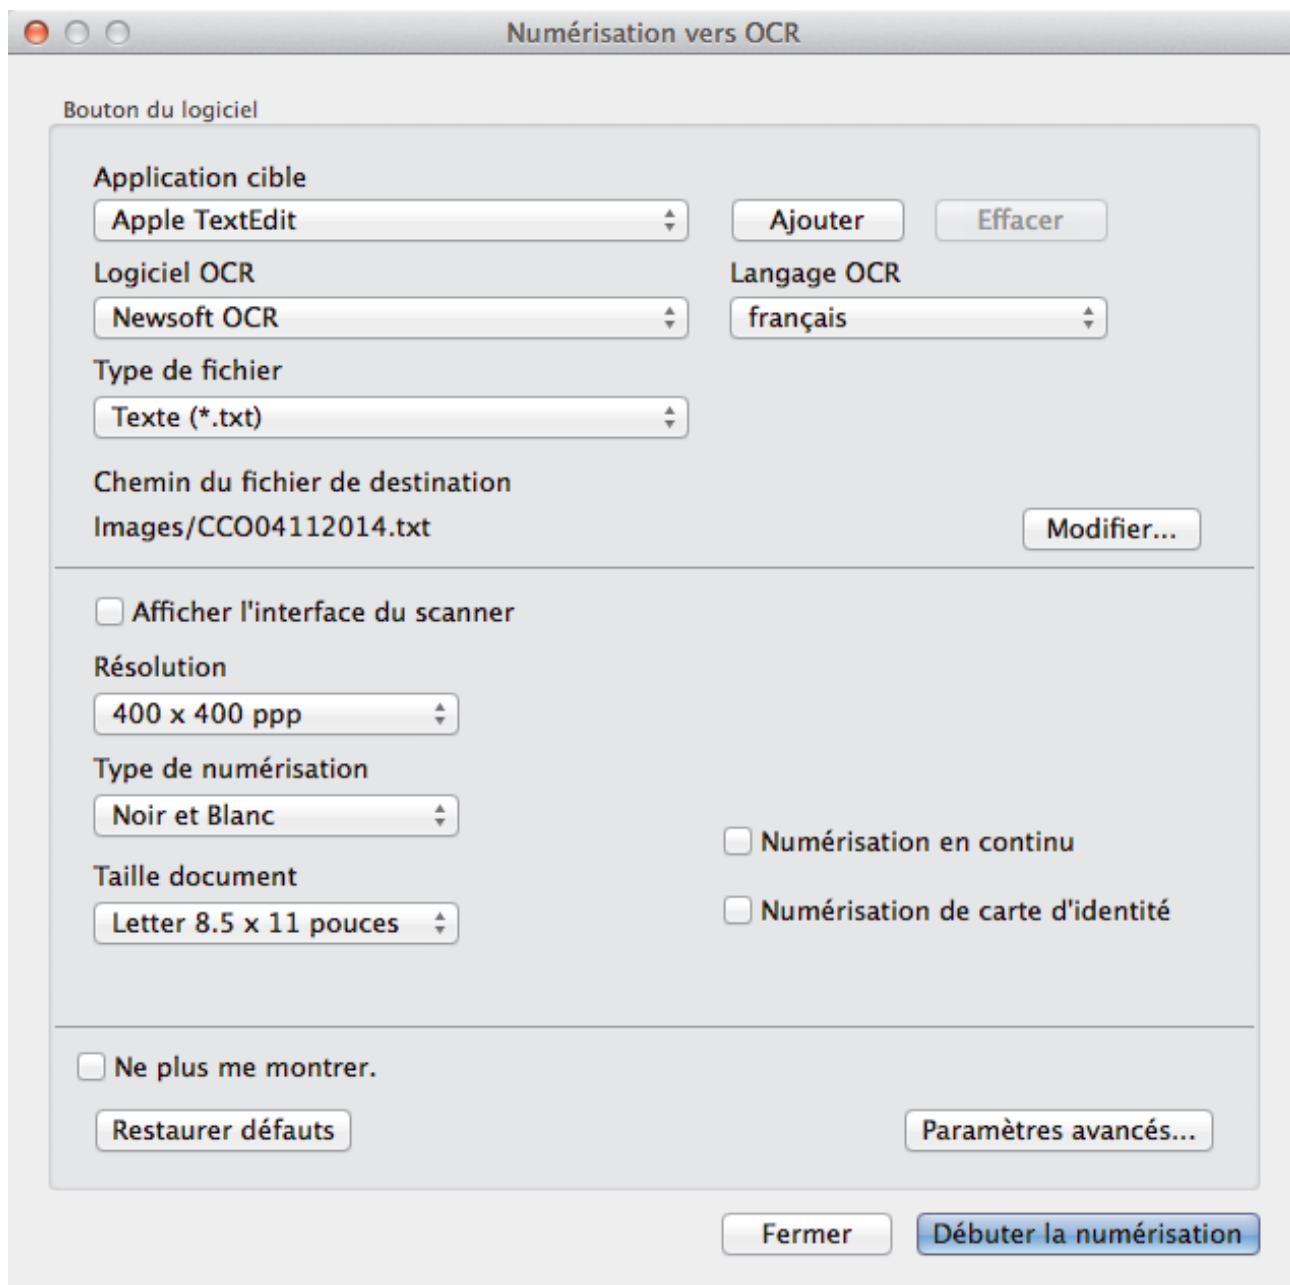 Numérisation vers OCR
Bouton du logiciel
Application cible
Apple TextEdit
Ajouter
Effacer
Logiciel OCR
Langage OCR
Newsoft OCR
français
Type de fichier
Texte (*.txt)
Chemin du fichier de destination
Images/CCO04112014.txt
Modifier...
Afficher l'interface du scanner
Résolution
400 x 400 ppp
Type de numérisation
Noir et Blanc
Numérisation en continu
Taille document
Letter 8.5 x 11 pouces
Numérisation de carte d'identité
Ne plus me montrer.
Restaurer défauts
Paramètres avancés...
Fermer
Débuter la numérisation